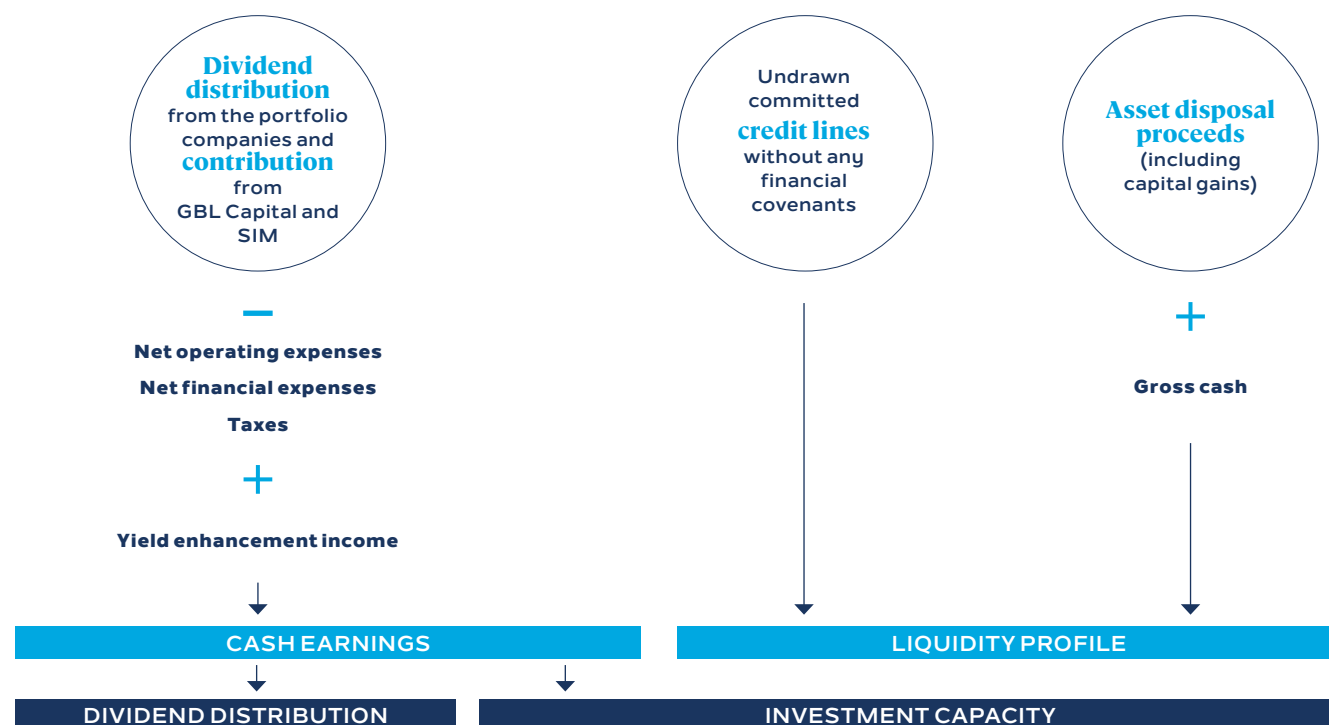 Dividend
distribution
from the portfolio
companies and
contribution
from
GBL Capital and
SIM
−
Net operating expenses
Net financial expenses
Taxes
+
Yield enhancement income
Undrawn
committed
credit lines
without any
financial
covenants
Asset disposal
proceeds
(including
capital gains)
+
Gross cash
CASH EARNINGS
LIQUIDITY PROFILE
DIVIDEND DISTRIBUTION
INVESTMENT CAPACITY